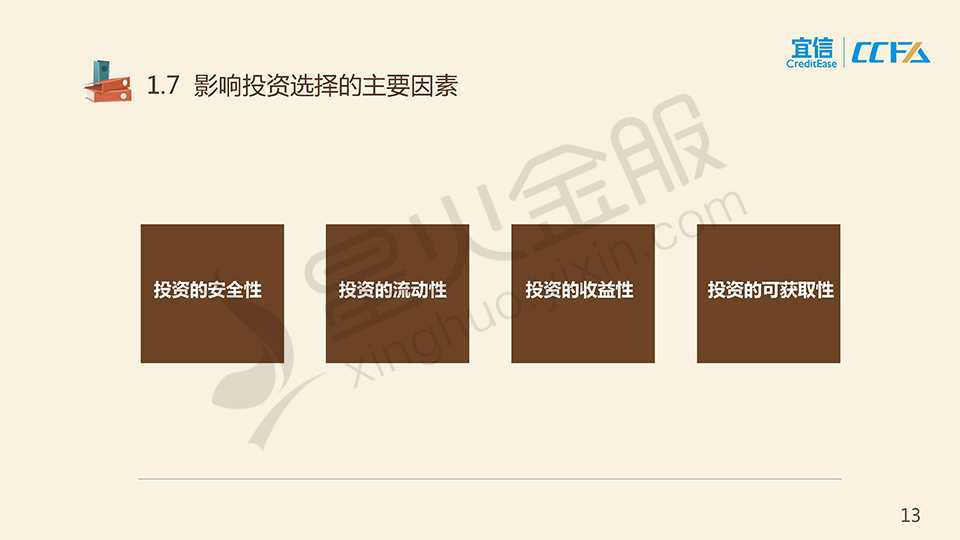 宜信
CreditEase
CCFA
1.7 影响投资选择的主要因素
星火金服
xinghuo.yixin.com
投资的安全性
投资的流动性
投资的收益性
投资的可获取性
13